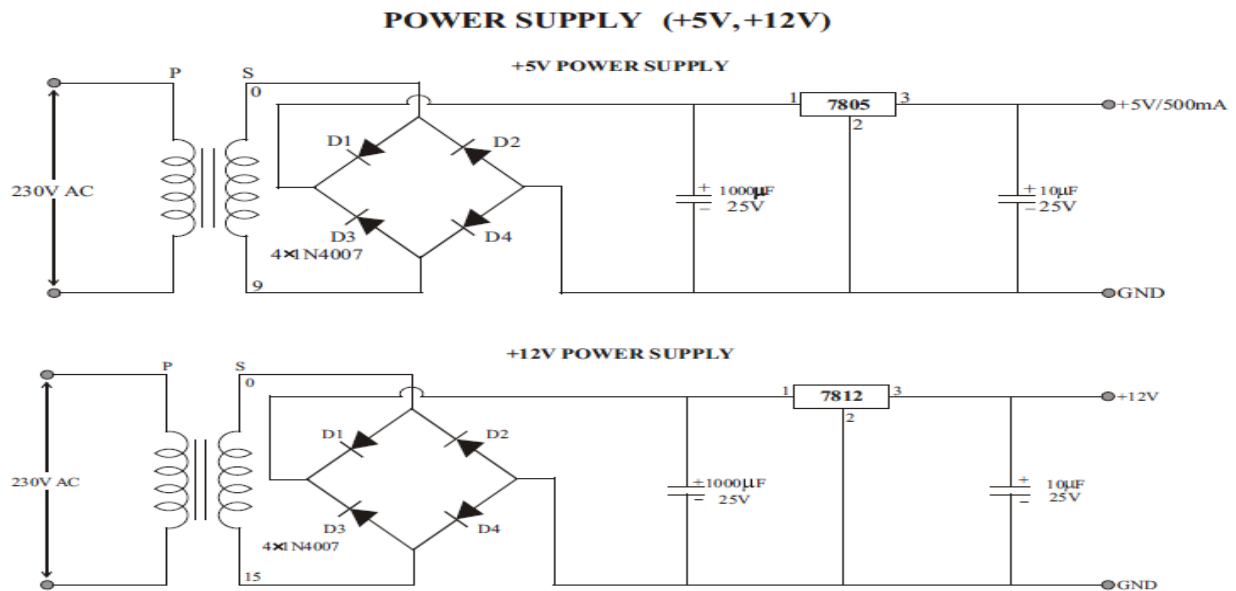 POWER SUPPLY (+5V,+12V)
+5V POWER SUPPLY
P S
0
1 7805 3
+5V/500mA
2
D1 D2
230V AC
+ 1000µF
− 25V
+ 10µF
− 25V
D3 D4
4×1N4007
9
GND
+12V POWER SUPPLY
P S
0
1 7812 3
+12V
2
D1 D2
230V AC
+1000µF
− 25V
+ 10µF
− 25V
D3 D4
4×1N4007
15
GND